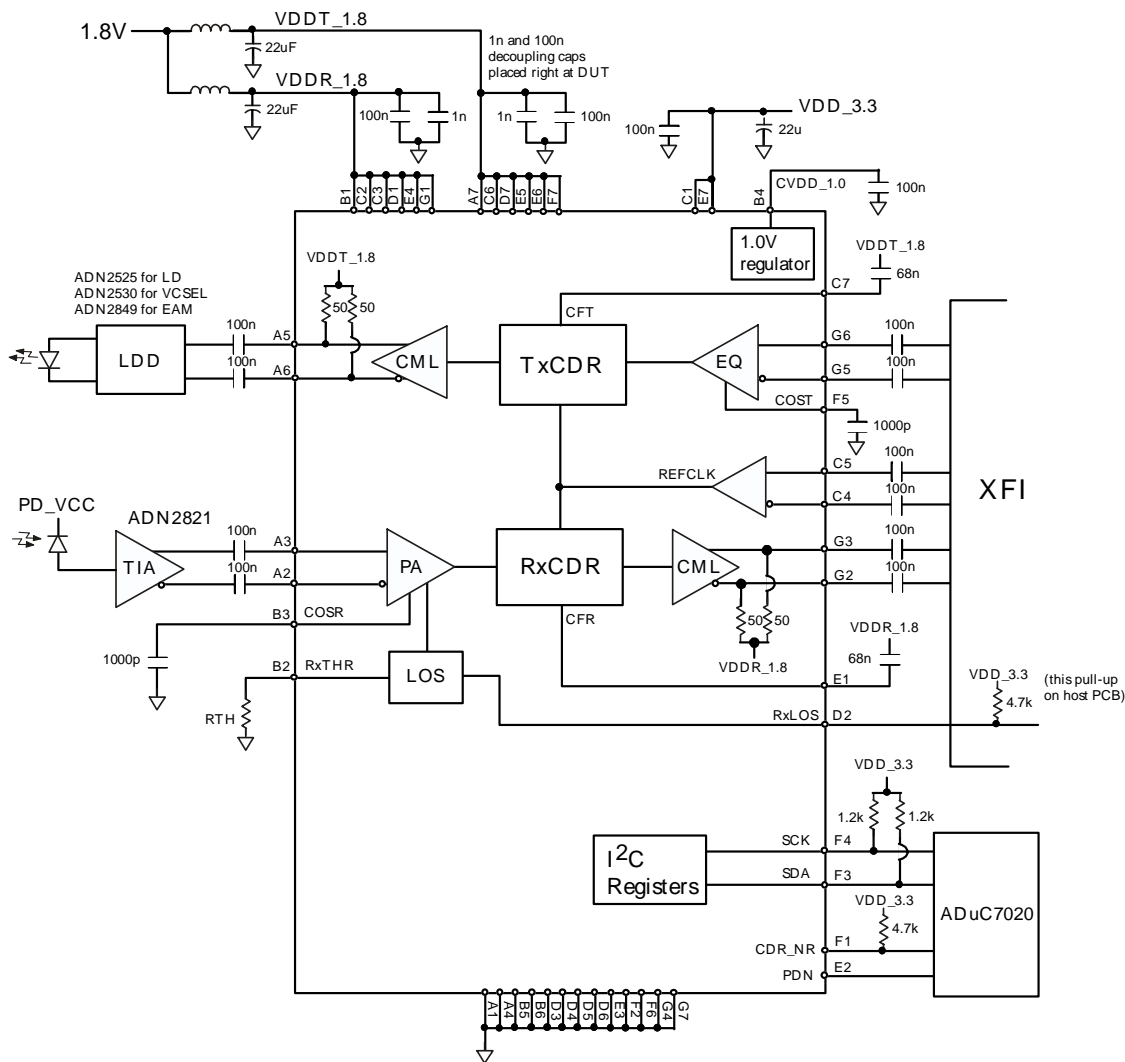 1.8V
VDDT_1.8
22uF
VDDR_1.8
22uF
100n
1n
1n and 100n
decoupling caps
placed right at DUT
1n
100n
100n
VDD_3.3
22u
B1
C2
C3
D1
E4
G1
A7
C6
D7
E5
E6
F7
C1
E7
B4
CVDD_1.0
100n
1.0V
regulator
VDDT_1.8
68n
C7
ADN2525 for LD
ADN2530 for VCSEL
ADN2849 for EAM
LDD
100n
100n
A5
A6
VDDT_1.8
50
50
CML
CFT
TxCDR
EQ
COST
G6
G5
F5
100n
100n
1000p
REFCLK
C5
C4
100n
100n
XFI
PD_VCC
ADN2821
TIA
100n
100n
A3
A2
PA
RxCDR
CML
G3
G2
100n
100n
50
50
VDDR_1.8
CFR
VDDR_1.8
68n
E1
B3
COSR
1000p
B2
RxTHR
RTH
LOS
RxLOS
D2
VDD_3.3
4.7k
(this pull-up
on host PCB)
VDD_3.3
1.2k
1.2k
I2C
Registers
SCK
F4
SDA
F3
VDD_3.3
4.7k
CDR_NR
F1
PDN
E2
ADuC7020
A1
A4
B5
B6
D3
D4
D5
D6
E3
F2
F6
G4
G7